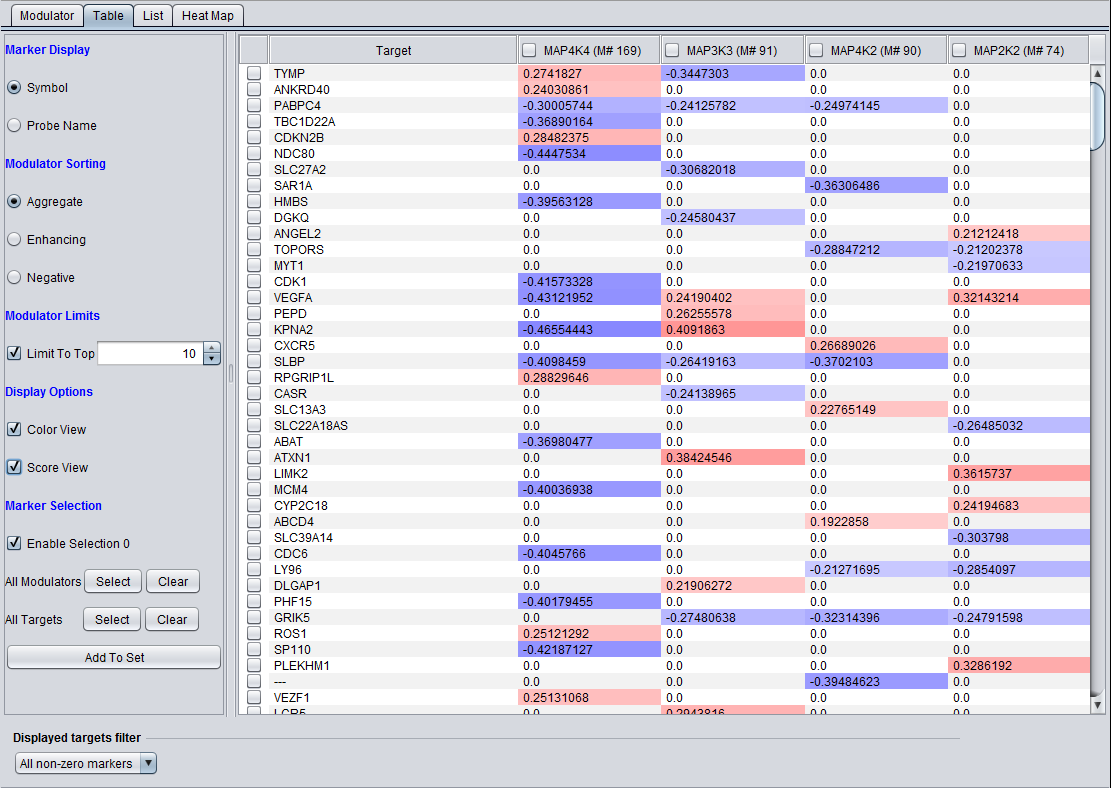 Modulator Table List Heat Map
Marker Display
Symbol
Probe Name
Modulator Sorting
Aggregate
Enhancing
Negative
Modulator Limits
Limit To Top 10
Display Options
Color View
Score View
Marker Selection
Enable Selection 0
All Modulators Select Clear
All Targets Select Clear
Add To Set
Target MAP4K4 (M# 169) MAP3K3 (M# 91) MAP4K2 (M# 90) MAP2K2 (M# 74)
TYMP 0.2741827 -0.3447303 0.0 0.0
ANKRD40 0.24030861 0.0 0.0 0.0
PABPC4 -0.30005744 -0.24125782 -0.24974145 0.0
TBC1D22A -0.36890164 0.0 0.0 0.0
CDKN2B 0.28482375 0.0 0.0 0.0
NDC80 -0.4447534 0.0 0.0 0.0
SLC27A2 0.0 -0.30682018 0.0 0.0
SAR1A 0.0 0.0 -0.36306486 0.0
HMBS -0.39563128 0.0 0.0 0.0
DGKQ 0.0 -0.24580437 0.0 0.0
ANGEL2 0.0 0.0 0.0 0.21212418
TOPORS 0.0 0.0 -0.28847212 -0.21202378
MYT1 0.0 0.0 0.0 -0.21970633
CDK1 -0.41573328 0.0 0.0 0.0
VEGFA -0.43121952 0.24190402 0.0 0.32143214
PEPD 0.0 0.26255578 0.0 0.0
KPNA2 -0.46554443 0.4091863 0.0 0.0
CXCR5 0.0 0.0 0.26689026 0.0
SLBP -0.4098459 -0.26419163 -0.3702103 0.0
RPGRIP1L 0.28829646 0.0 0.0 0.0
CASR 0.0 -0.24138965 0.0 0.0
SLC13A3 0.0 0.0 0.22765149 0.0
SLC22A18AS 0.0 0.0 0.0 -0.26485032
ABAT -0.36980477 0.0 0.0 0.0
ATXN1 0.0 0.38424546 0.0 0.0
LIMK2 0.0 0.0 0.0 0.3615737
MCM4 -0.40036938 0.0 0.0 0.0
CYP2C18 0.0 0.0 0.0 0.24194683
ABCD4 0.0 0.0 0.1922858 0.0
SLC39A14 0.0 0.0 0.0 -0.303798
CDC6 -0.4045766 0.0 0.0 0.0
LY96 0.0 0.0 -0.21271695 -0.2854097
DLGAP1 0.0 0.21906272 0.0 0.0
PHF15 -0.40179455 0.0 0.0 0.0
GRIK5 0.0 -0.27480638 -0.32314396 -0.24791598
ROS1 0.25121292 0.0 0.0 0.0
SP110 -0.42187127 0.0 0.0 0.0
PLEKHM1 0.0 0.0 0.0 0.3286192
--- 0.0 0.0 -0.39484623 0.0
VEZF1 0.25131068 0.0 0.0 0.0
0.0 0.2943816 0.0 0.0
Displayed targets filter
All non-zero markers